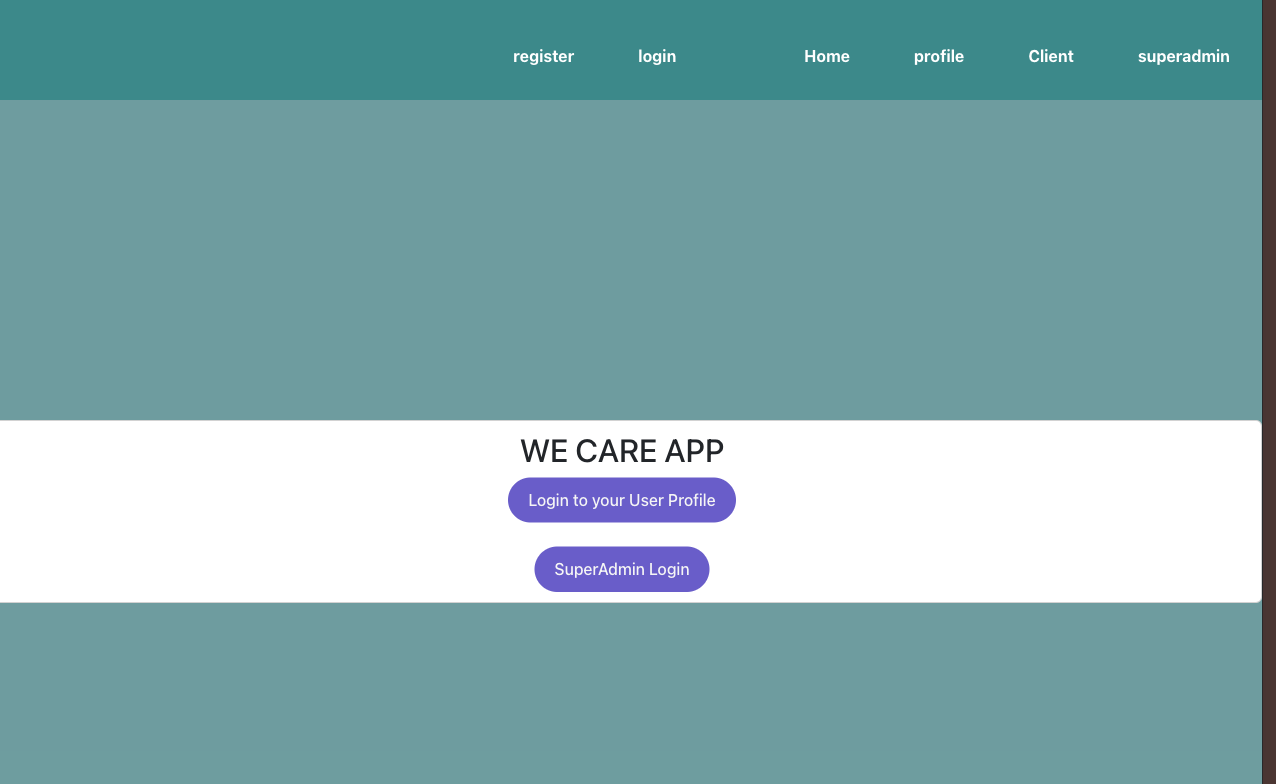 register login Home profile Client superadmin
WE CARE APP
Login to your User Profile
SuperAdmin Login